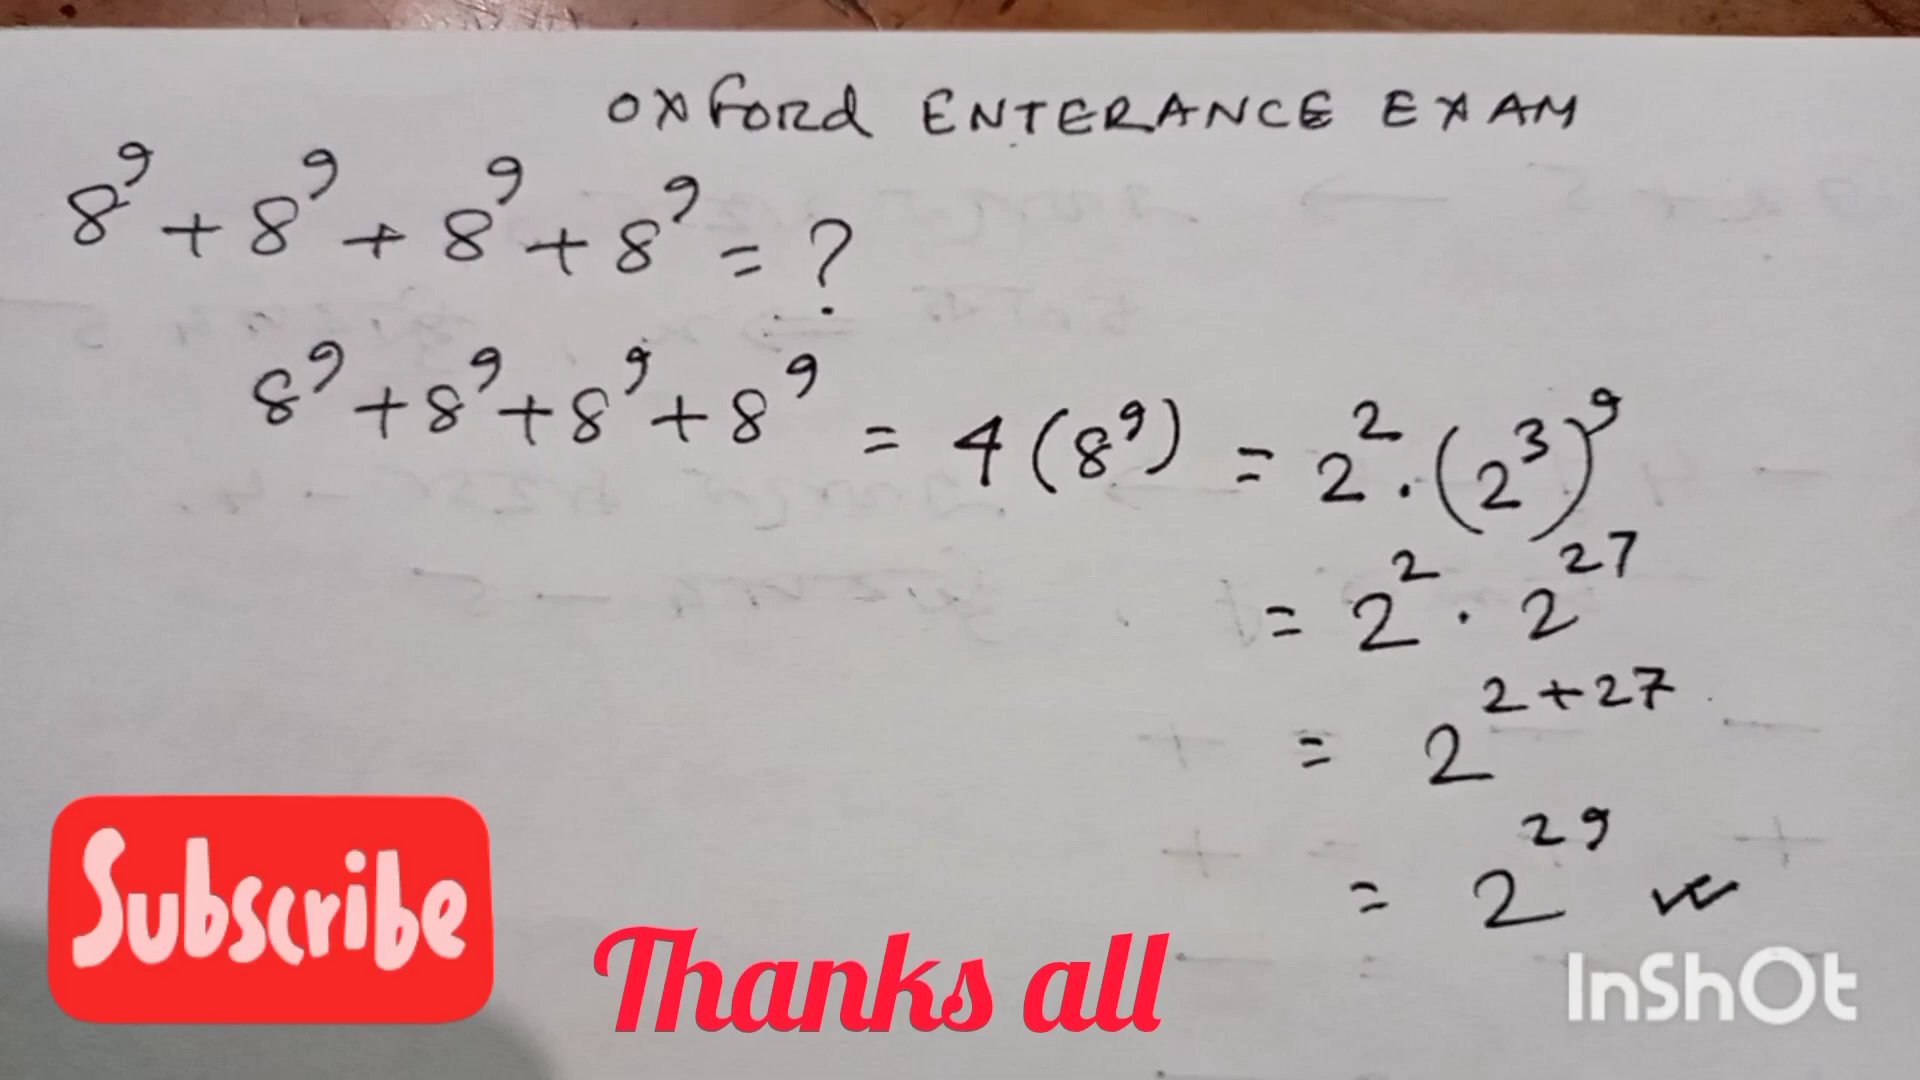 Oxford ENTERANCE EXAM
8⁹ + 8⁹ + 8⁹ + 8⁹ = ?
8⁹ + 8⁹ + 8⁹ + 8⁹ = 4(8⁹) = 2² · (2³)⁹
= 2² · 2²⁷
= 2²⁺²⁷
= 2²⁹
Subscribe
Thanks all
InShOt